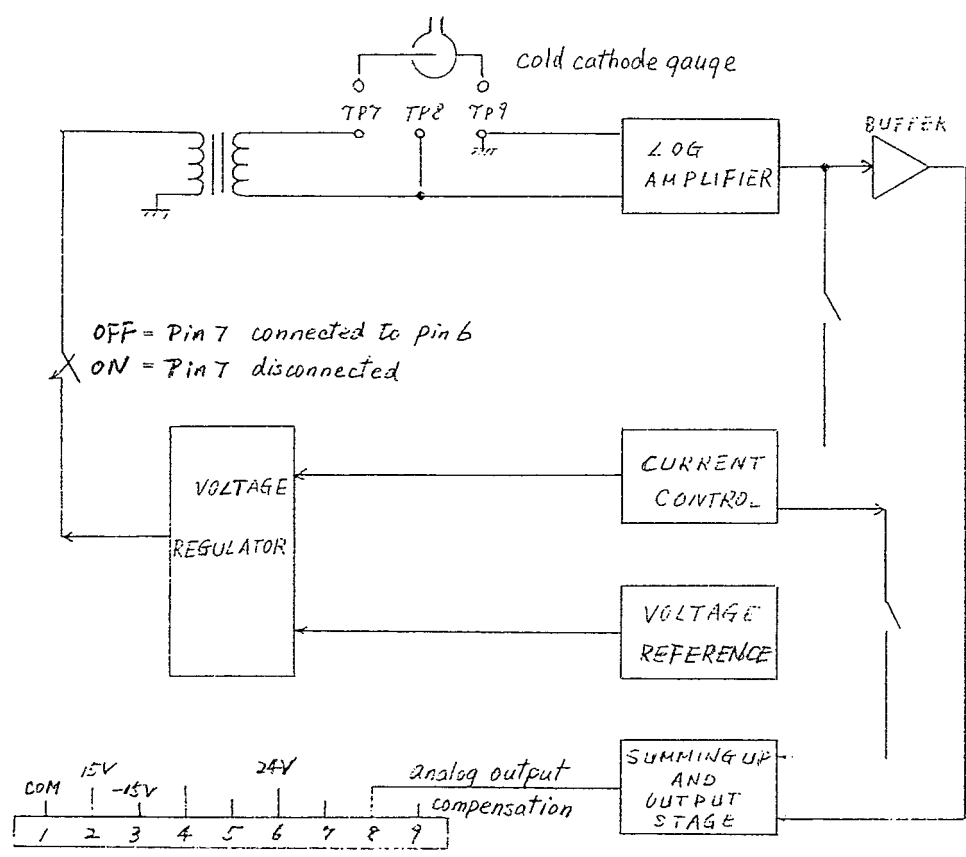 cold cathode gauge
TP7 TP8 TP9
BUFFER
LOG
AMPLIFIER
OFF = Pin 7 connected to pin 6
ON = Pin 7 disconnected
CURRENT
CONTROL
VOLTAGE
REGULATOR
VOLTAGE
REFERENCE
SUMMING UP
AND
OUTPUT
STAGE
analog output
compensation
COM 15V -15V 24V
1 2 3 4 5 6 7 8 9